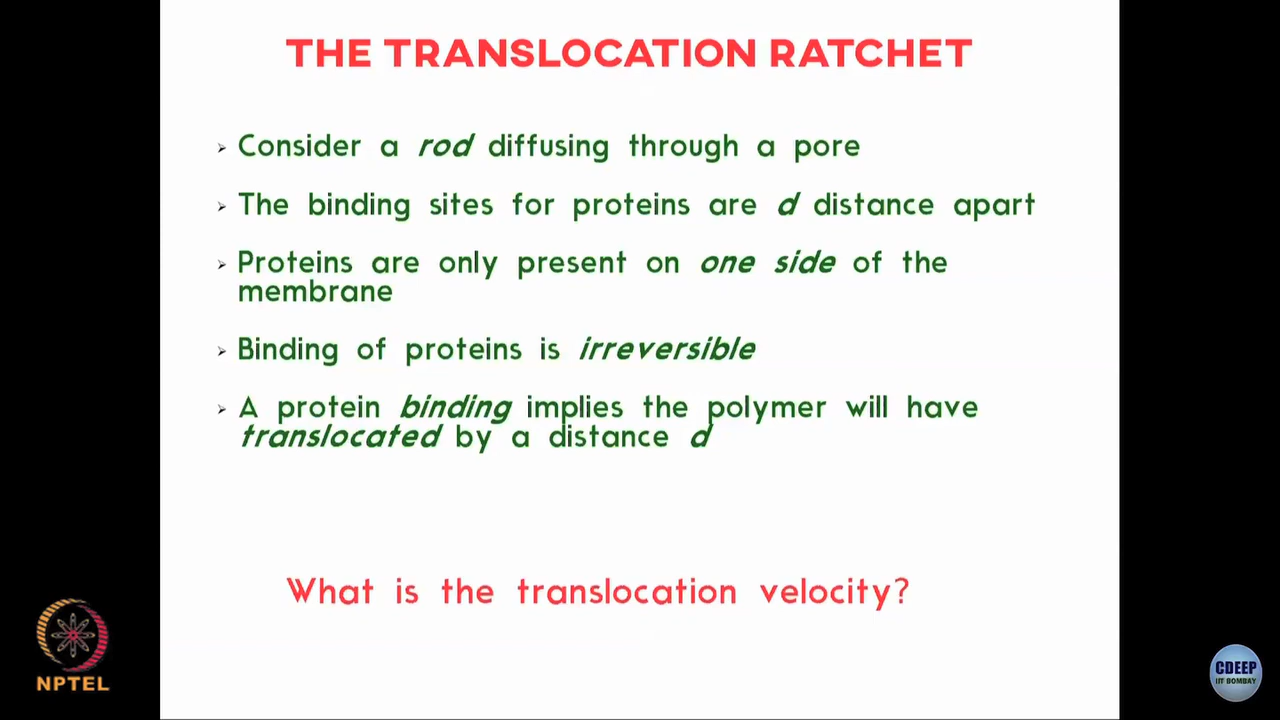 THE TRANSLOCATION RATCHET
Consider a rod diffusing through a pore
The binding sites for proteins are d distance apart
Proteins are only present on one side of the
membrane
Binding of proteins is irreversible
A protein binding implies the polymer will have
translocated by a distance d
What is the translocation velocity?
NPTEL
CDEEP
IIT BOMBAY